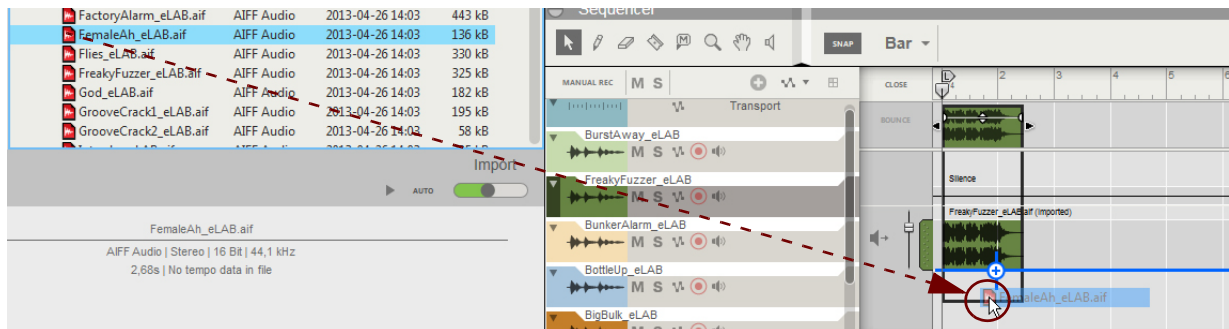 FactoryAlarm_eLAB.aif AIFF Audio 2013-04-26 14:03 443 kB
FemaleAh_eLAB.aif AIFF Audio 2013-04-26 14:03 136 kB
Flies_eLAB.aif AIFF Audio 2013-04-26 14:03 330 kB
FreakyFuzzer_eLAB.aif AIFF Audio 2013-04-26 14:03 325 kB
God_eLAB.aif AIFF Audio 2013-04-26 14:03 182 kB
GrooveCrack1_eLAB.aif AIFF Audio 2013-04-26 14:03 195 kB
GrooveCrack2_eLAB.aif AIFF Audio 2013-04-26 14:03 58 kB
Import
AUTO
FemaleAh_eLAB.aif
AIFF Audio | Stereo | 16 Bit | 44,1 kHz
2,68s | No tempo data in file
Sequencer
M
SNAP Bar
MANUAL REC M S
Transport
BurstAway_eLAB
M S
FreakyFuzzer_eLAB
M S
BunkerAlarm_eLAB
M S
BottleUp_eLAB
M S
BigBulk_eLAB
M S
CLOSE
L 2 3 4 5 6
BOUNCE
Silence
FreakyFuzzer_eLAB.aif (Imported)
FemaleAh_eLAB.aif